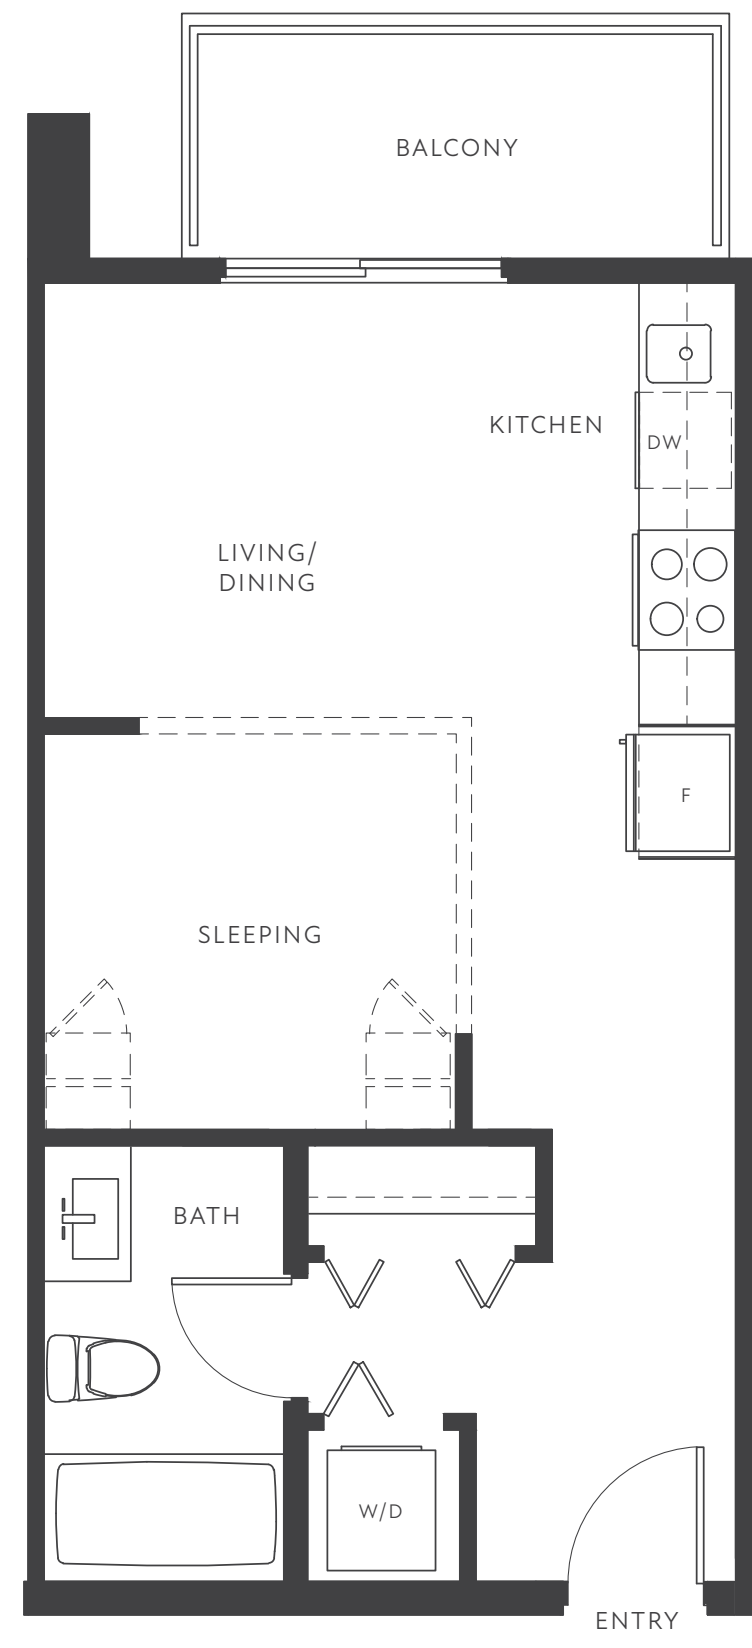 BALCONY
KITCHEN
DW
LIVING/
DINING
F
SLEEPING
BATH
W/D
ENTRY